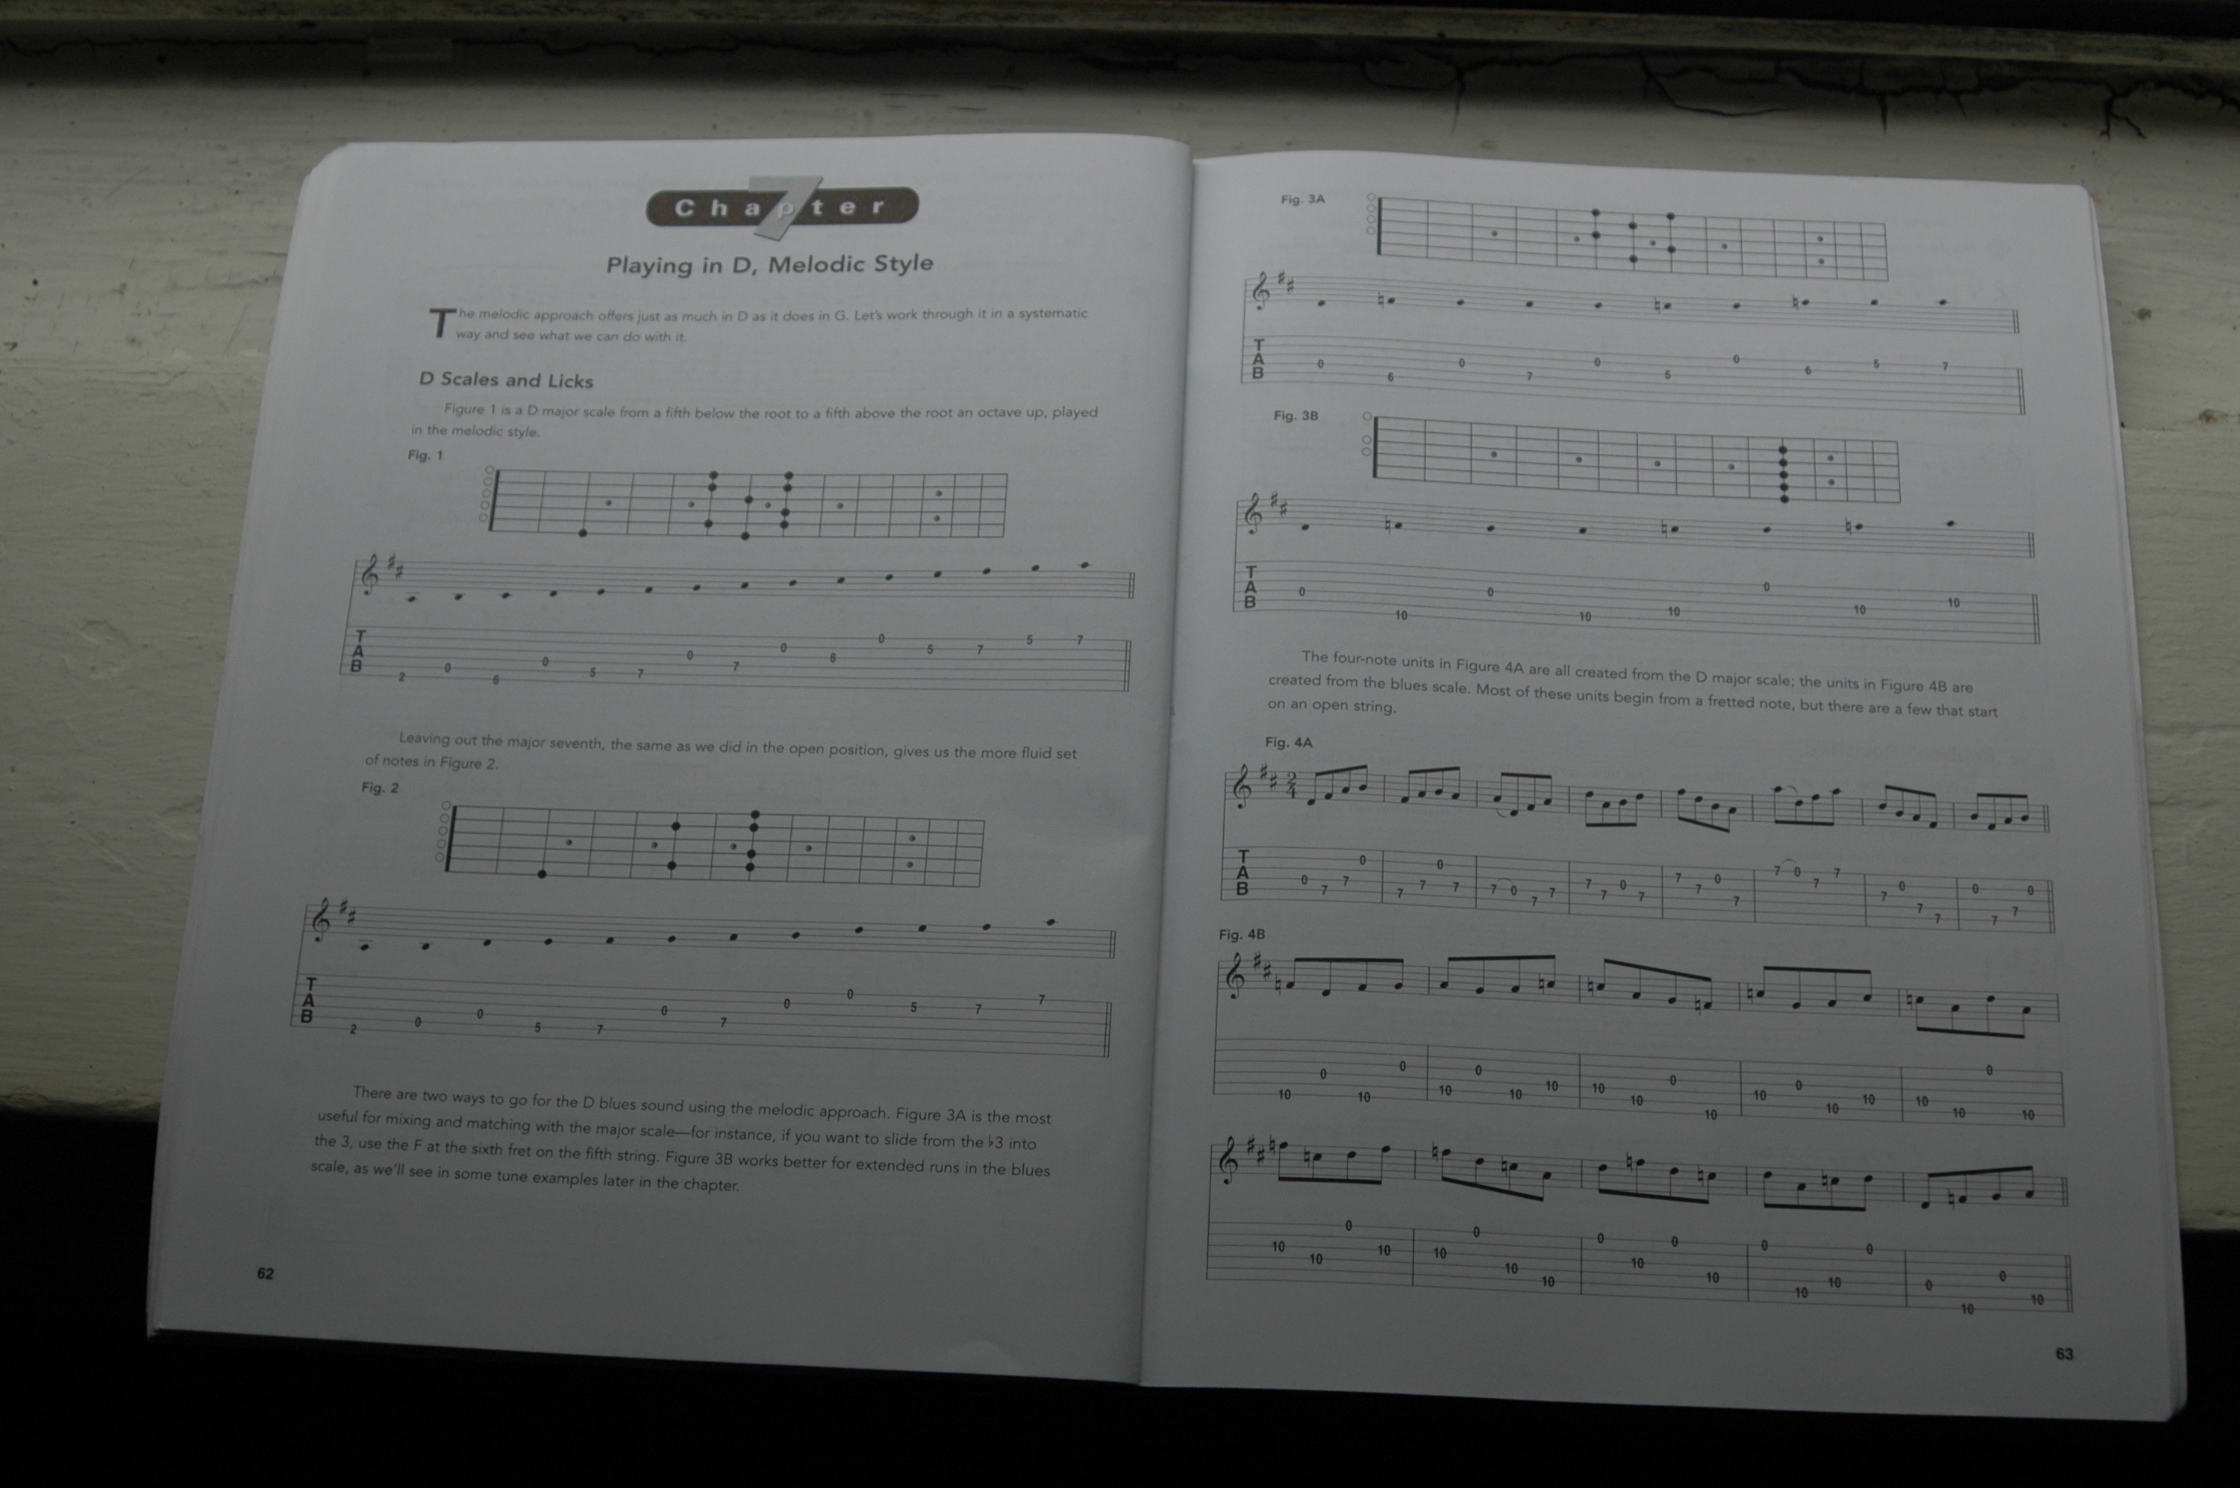 Chapter 7
Playing in D, Melodic Style
The melodic approach offers just as much in D as it does in G. Let's work through it in a systematic
way and see what we can do with it.
D Scales and Licks
Figure 1 is a D major scale from a fifth below the root to a fifth above the root an octave up, played
in the melodic style.
Fig. 1
TAB 2 0 6 0 5 7 0 7 0 6 0 5 7 5 7
Leaving out the major seventh, the same as we did in the open position, gives us the more fluid set
of notes in Figure 2.
Fig. 2
TAB 2 0 0 5 7 0 7 0 0 5 7 7
There are two ways to go for the D blues sound using the melodic approach. Figure 3A is the most
useful for mixing and matching with the major scale—for instance, if you want to slide from the ♭3 into
the 3, use the F at the sixth fret on the fifth string. Figure 3B works better for extended runs in the blues
scale, as we'll see in some tune examples later in the chapter.
62
Fig. 3A
TAB 0 6 0 7 0 5 0 6 5 7
Fig. 3B
TAB 0 10 0 10 10 0 10 10
The four-note units in Figure 4A are all created from the D major scale; the units in Figure 4B are
created from the blues scale. Most of these units begin from a fretted note, but there are a few that start
on an open string.
Fig. 4A
2
4
TAB 0 7 7 0 7 7 0 7 7 0 7 7 7 7 0 7 7 7 0 7 7 0 7 7 7 0 7 7 0 7 7 0
Fig. 4B
10 0 10 0 10 0 10 10 10 10 0 10 10 0 10 10 10 10 0 10
10 10 0 10 10 0 10 10 0 10 0 10 0 10 10 0 0 10 0 10
63